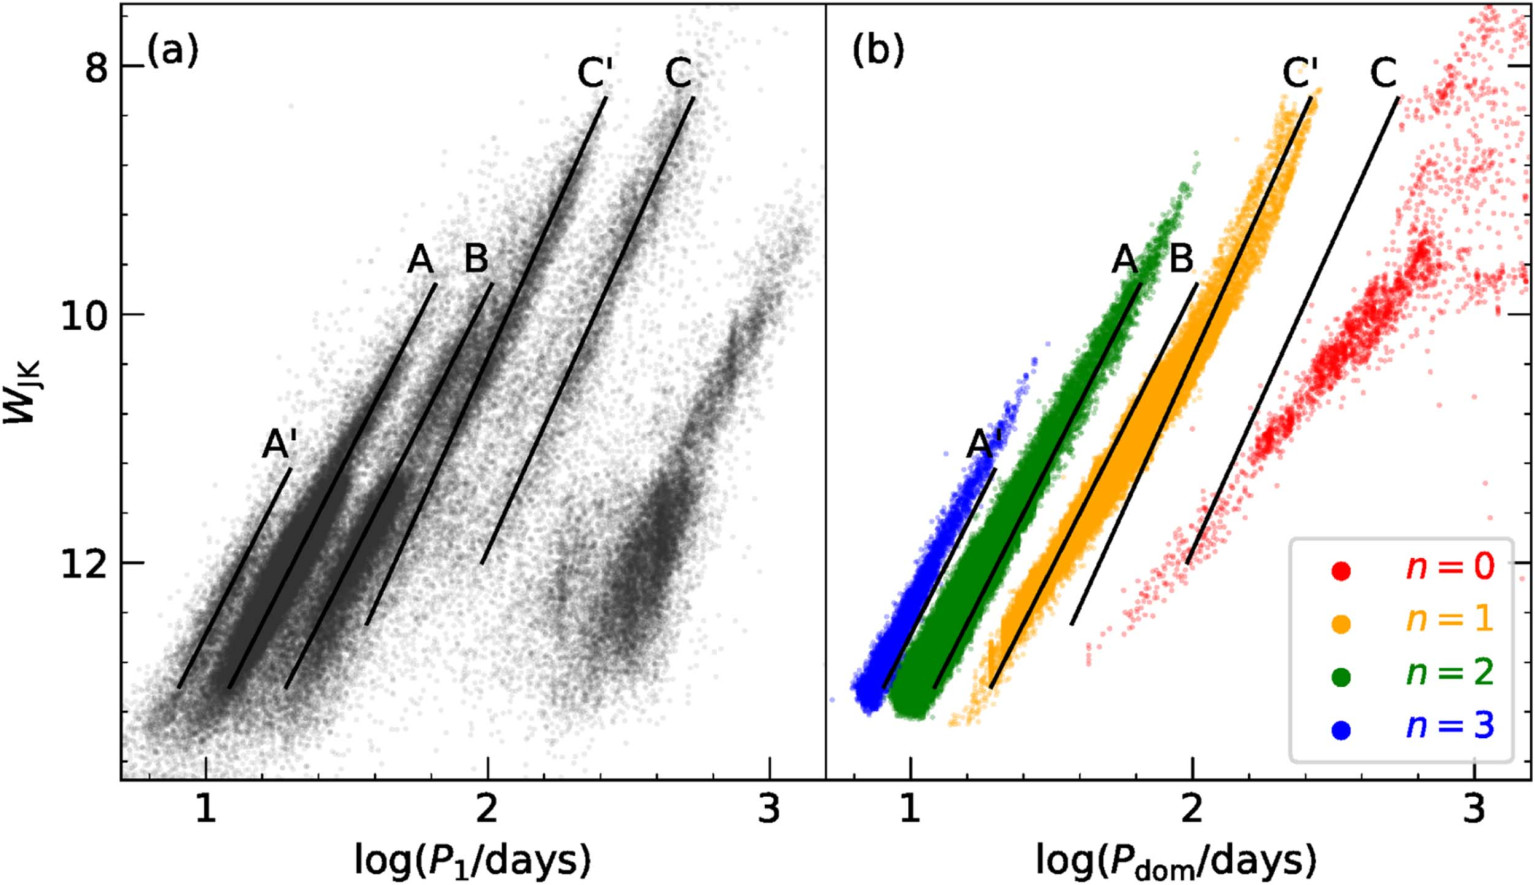 (a)
C' C
A B
A'
8
10
12
W_JK
1 2 3
log(P_1/days)
(b)
C' C
A B
A'
n = 0
n = 1
n = 2
n = 3
1 2 3
log(P_dom/days)